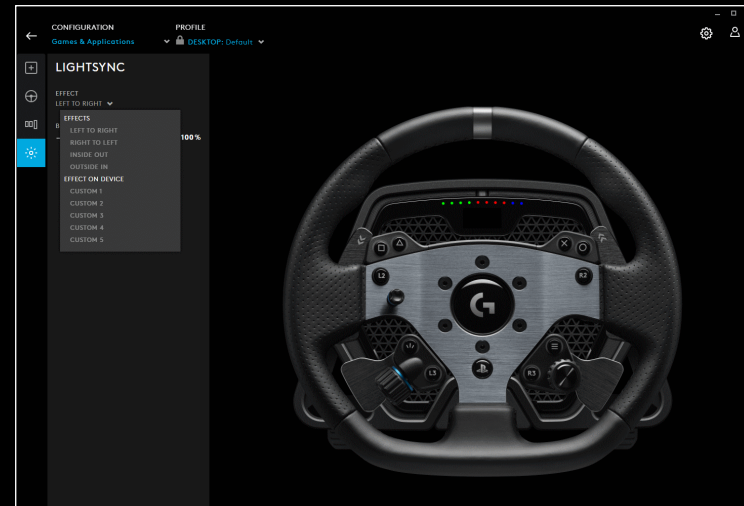 CONFIGURATION
Games & Applications
PROFILE
DESKTOP: Default
LIGHTSYNC
EFFECT
LEFT TO RIGHT
EFFECTS
LEFT TO RIGHT
RIGHT TO LEFT
INSIDE OUT
OUTSIDE IN
EFFECT ON DEVICE
CUSTOM 1
CUSTOM 2
CUSTOM 3
CUSTOM 4
CUSTOM 5
B
100%
L2
R2
G
L3
R3